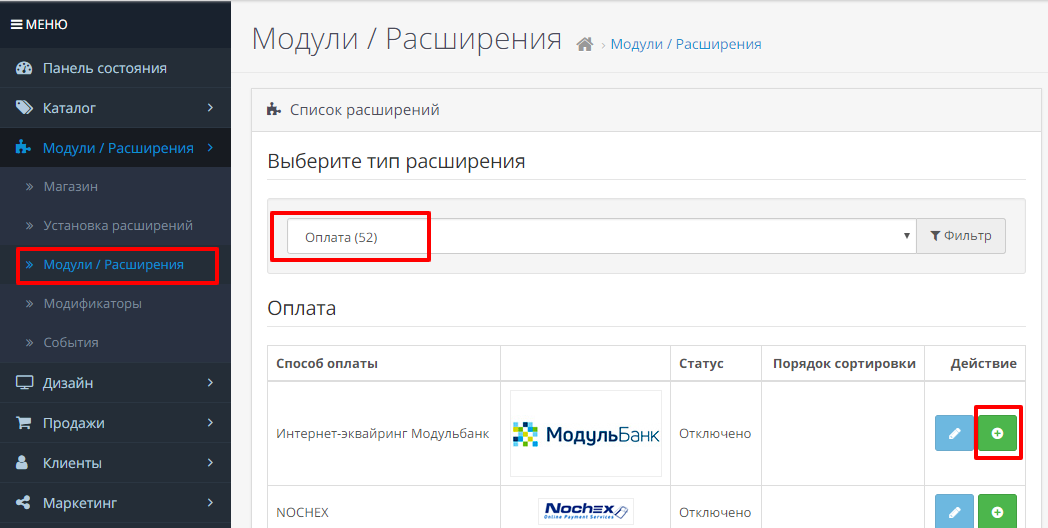 МЕНЮ
Панель состояния
Каталог
Модули / Расширения
Магазин
Установка расширений
Модули / Расширения
Модификаторы
События
Дизайн
Продажи
Клиенты
Маркетинг
Модули / Расширения
Модули / Расширения
Список расширений
Выберите тип расширения
Оплата (52)
Фильтр
Оплата
Способ оплаты Статус Порядок сортировки Действие
Интернет-эквайринг Модульбанк МодульБанк Отключено
NOCHEX Nochex Отключено
Online Payment Services